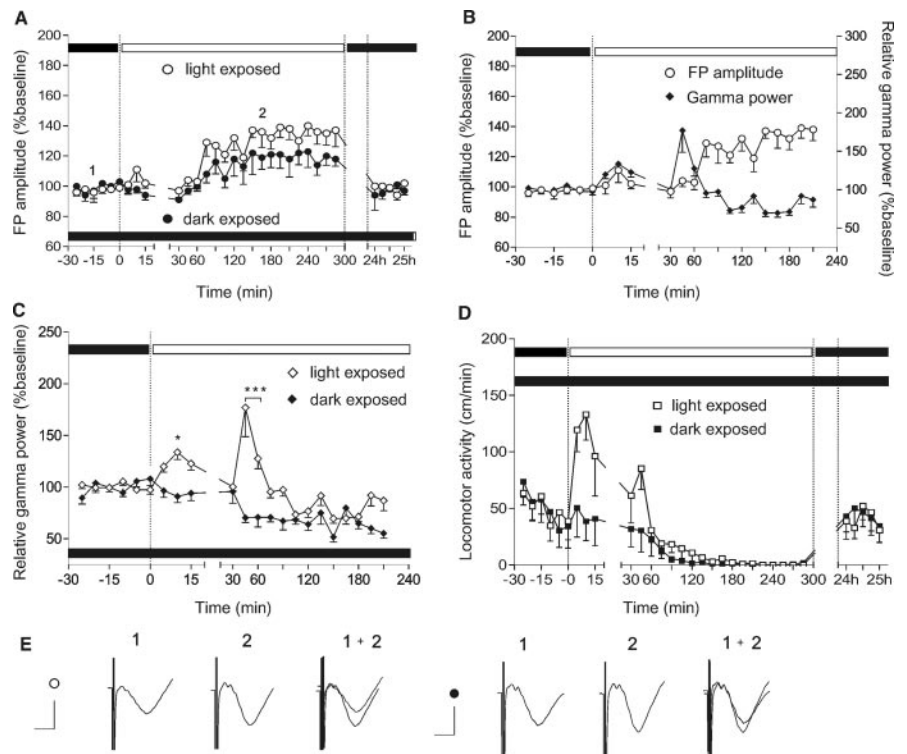 A
FP amplitude (%baseline)
200
180
160
140
120
100
80
60
light exposed
2
1
dark exposed
-30 -15 0 15 30 60 120 180 240 300 24h 25h
Time (min)
B
FP amplitude (%baseline)
200
180
160
140
120
100
80
60
FP amplitude
Gamma power
Relative gamma power (%baseline)
300
250
200
150
100
50
-30 -15 0 15 30 60 120 180 240
Time (min)
C
Relative gamma power (%baseline)
250
200
150
100
50
light exposed
dark exposed
*
***
-30 -15 0 15 30 60 120 180 240
Time (min)
D
Locomotor activity (cm/min)
200
150
100
50
0
light exposed
dark exposed
-30 -15 -0 15 30 60 120 180 240 300 24h 25h
Time (min)
E
1 2 1 + 2 1 2 1 + 2